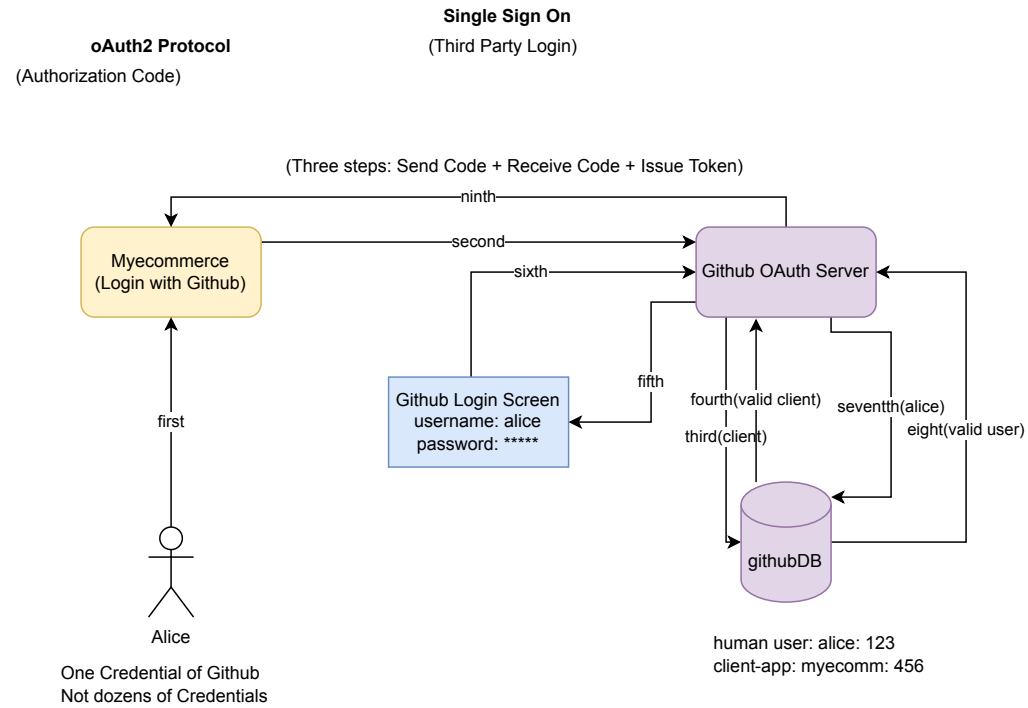 Single Sign On
oAuth2 Protocol
(Third Party Login)
(Authorization Code)
(Three steps: Send Code + Receive Code + Issue Token)
ninth
Myecommerce
(Login with Github)
second
sixth
Github OAuth Server
fifth
Github Login Screen
username: alice
password: *****
fourth(valid client)
third(client)
seventth(alice)
eight(valid user)
first
githubDB
Alice
human user: alice: 123
client-app: myecomm: 456
One Credential of Github
Not dozens of Credentials